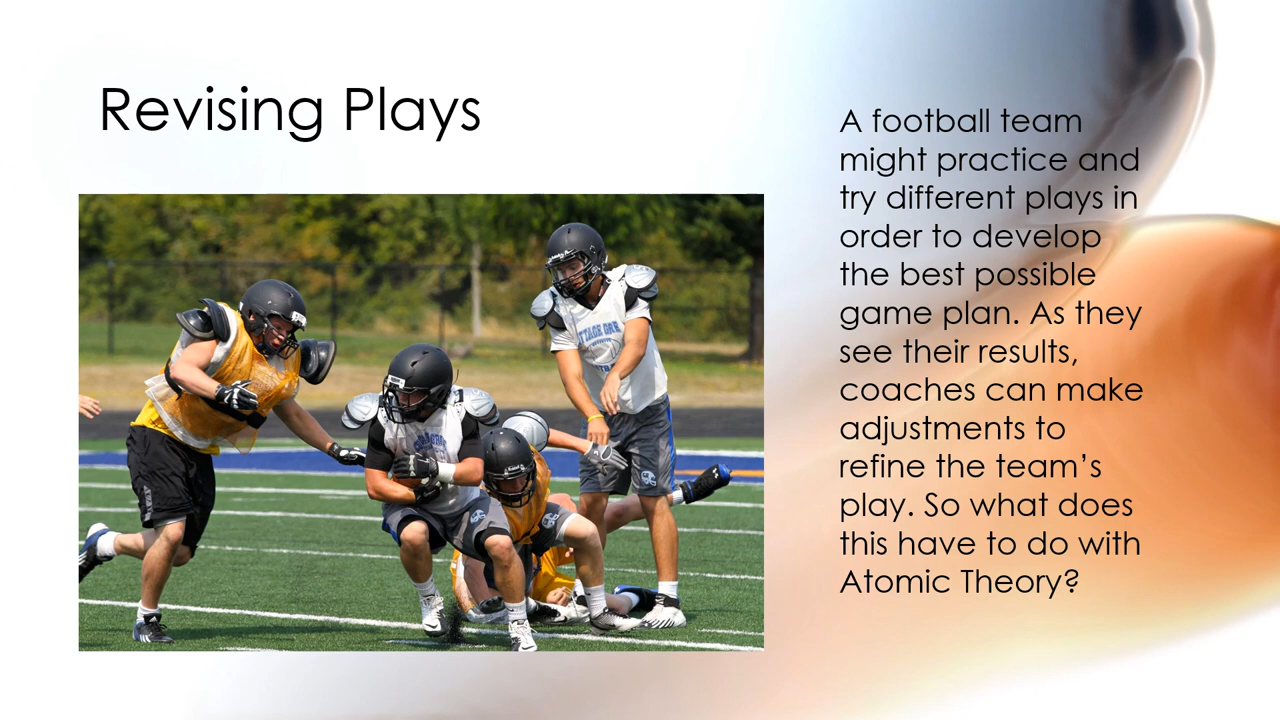 Revising Plays
A football team
might practice and
try different plays in
order to develop
the best possible
game plan. As they
see their results,
coaches can make
adjustments to
refine the team’s
play. So what does
this have to do with
Atomic Theory?